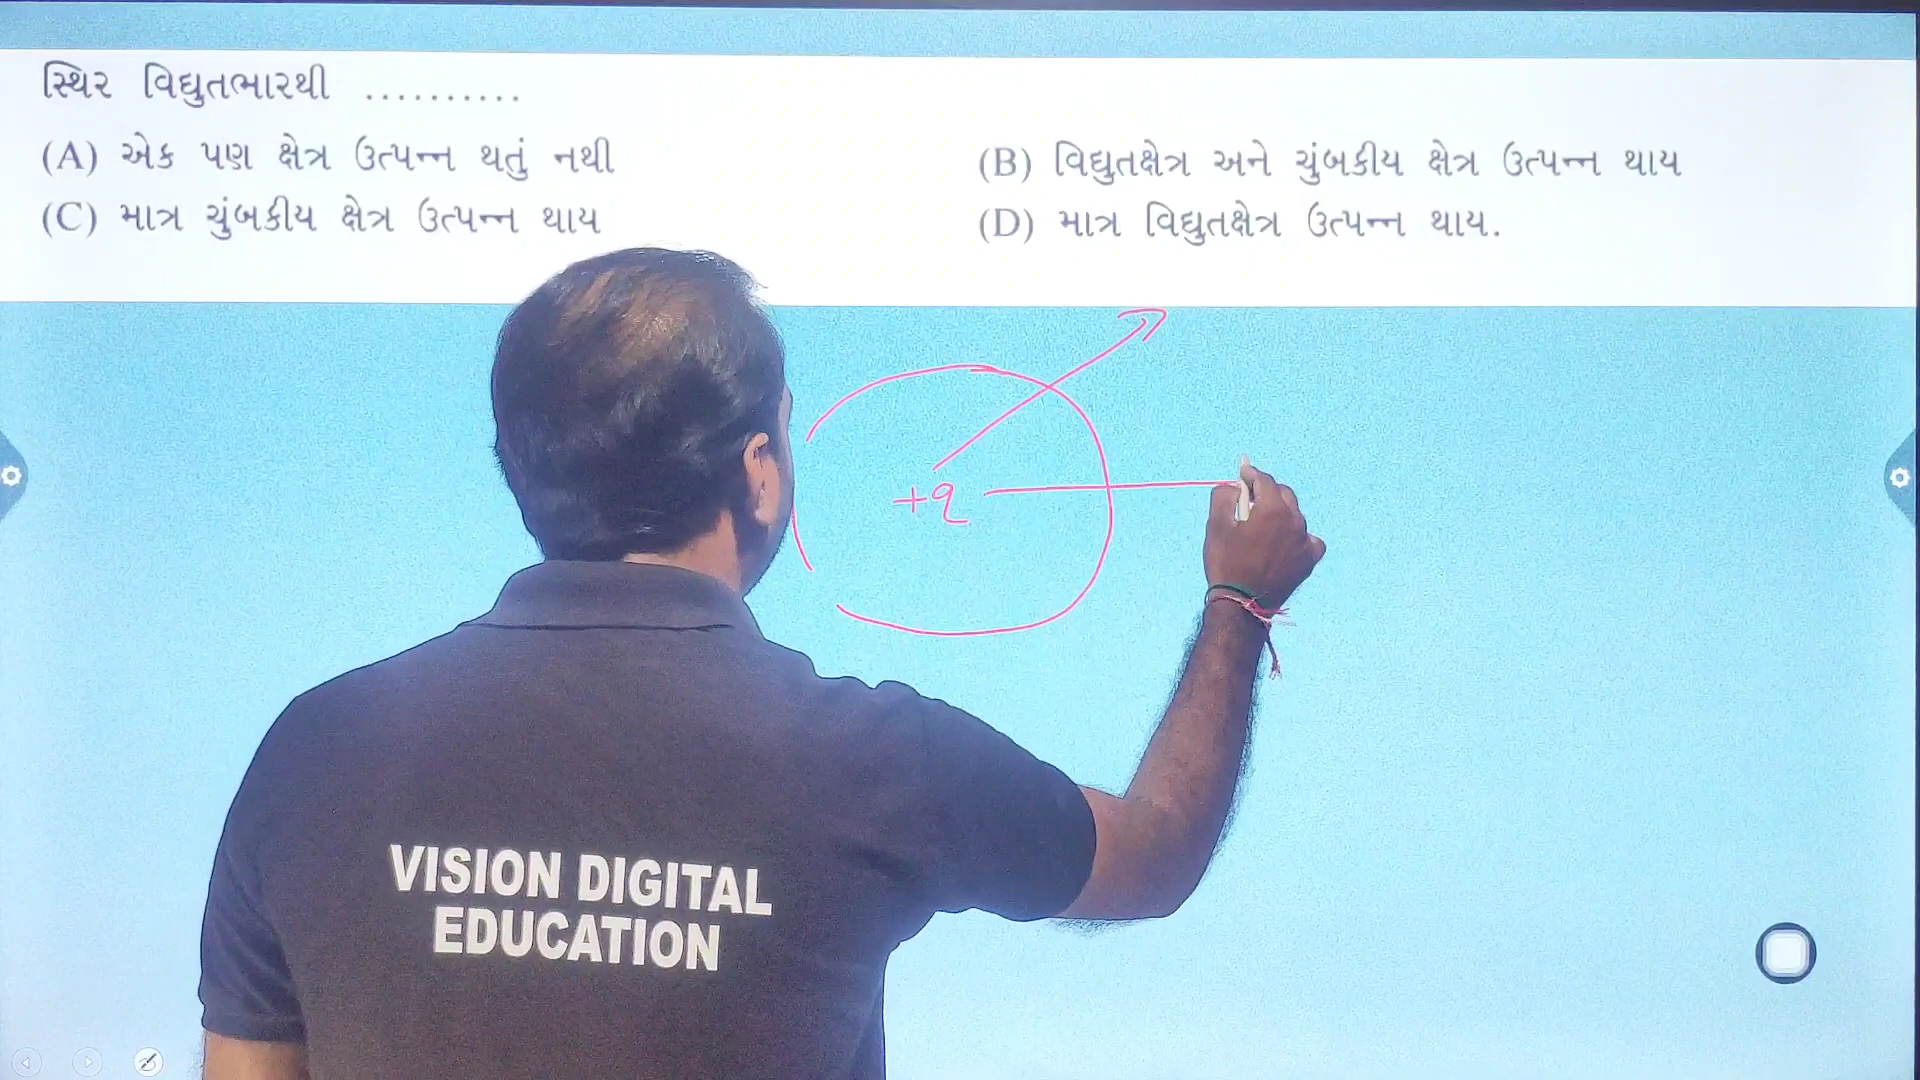 સ્થિર વિદ્યુતભારથી ..........
(A) એક પણ ક્ષેત્ર ઉત્પન્ન થતું નથી
(B) વિદ્યુતક્ષેત્ર અને ચુંબકીય ક્ષેત્ર ઉત્પન્ન થાય
(C) માત્ર ચુંબકીય ક્ષેત્ર ઉત્પન્ન થાય
(D) માત્ર વિદ્યુતક્ષેત્ર ઉત્પન્ન થાય.
+q
VISION DIGITAL
EDUCATION